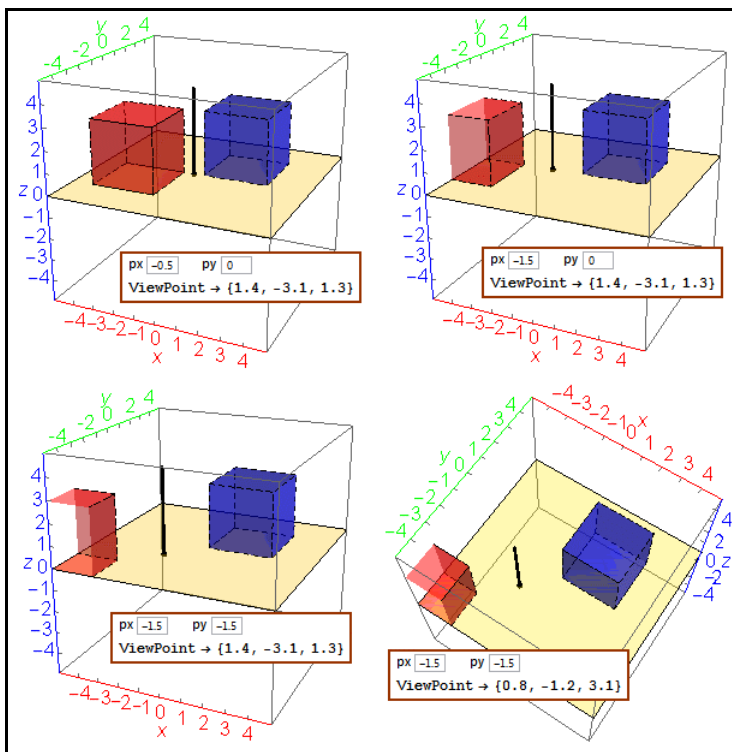 y
-4 -2 0 2 4
4
3
2
1
z 0
-1
-2
-3
-4
-4 -3 -2 -1 0 1 2 3 4
x
px -0.5 py 0
ViewPoint → {1.4, -3.1, 1.3}
y
-4 -2 0 2 4
4
3
2
1
z 0
-1
-2
-3
-4
-4 -3 -2 -1 0 1 2 3 4
x
px -1.5 py 0
ViewPoint → {1.4, -3.1, 1.3}
y
-4 -2 0 2 4
4
3
2
1
z 0
-1
-2
-3
-4
-4 -3 -2 -1 0 1 2 3 4
x
px -1.5 py -1.5
ViewPoint → {1.4, -3.1, 1.3}
-4 -3 -2 -1 0 1 2 3 4
x
y
-4 -3 -2 -1 0 1 2 3 4
4
2
0 z
-2
-4
px -1.5 py -1.5
ViewPoint → {0.8, -1.2, 3.1}